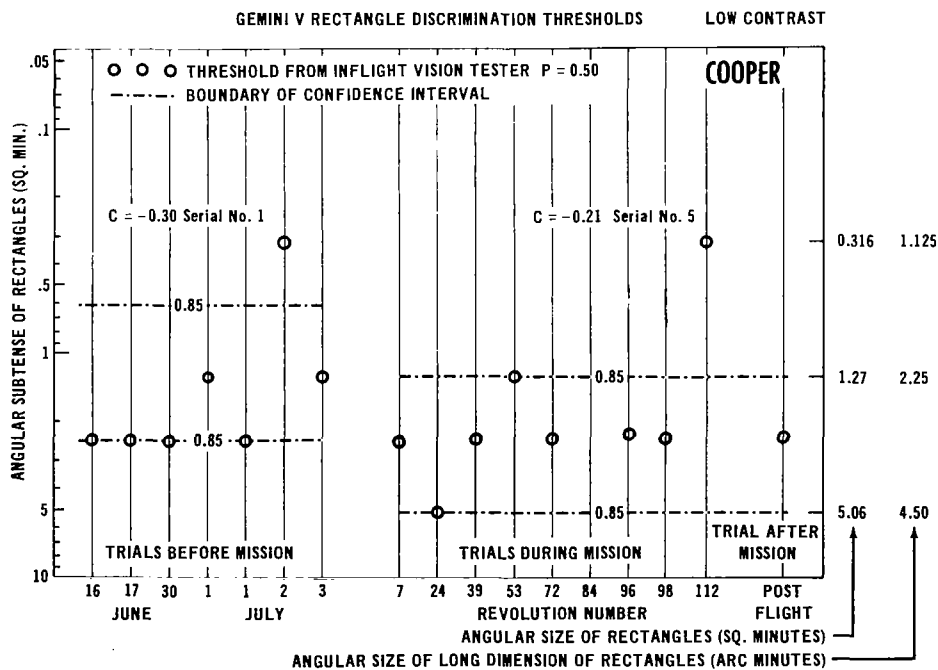 GEMINI V RECTANGLE DISCRIMINATION THRESHOLDS LOW CONTRAST
THRESHOLD FROM INFLIGHT VISION TESTER P = 0.50
BOUNDARY OF CONFIDENCE INTERVAL
COOPER
ANGULAR SUBTENSE OF RECTANGLES (SQ. MIN.)
.05
.1
.5
1
5
10
C = -0.30 Serial No. 1
C = -0.21 Serial No. 5
0.85
0.85
0.85
0.85
0.316 1.125
1.27 2.25
5.06 4.50
TRIALS BEFORE MISSION
TRIALS DURING MISSION
TRIAL AFTER
MISSION
16 17 30 1 1 2 3 7 24 39 53 72 84 96 98 112 POST
JUNE JULY REVOLUTION NUMBER FLIGHT
ANGULAR SIZE OF RECTANGLES (SQ. MINUTES)
ANGULAR SIZE OF LONG DIMENSION OF RECTANGLES (ARC MINUTES)